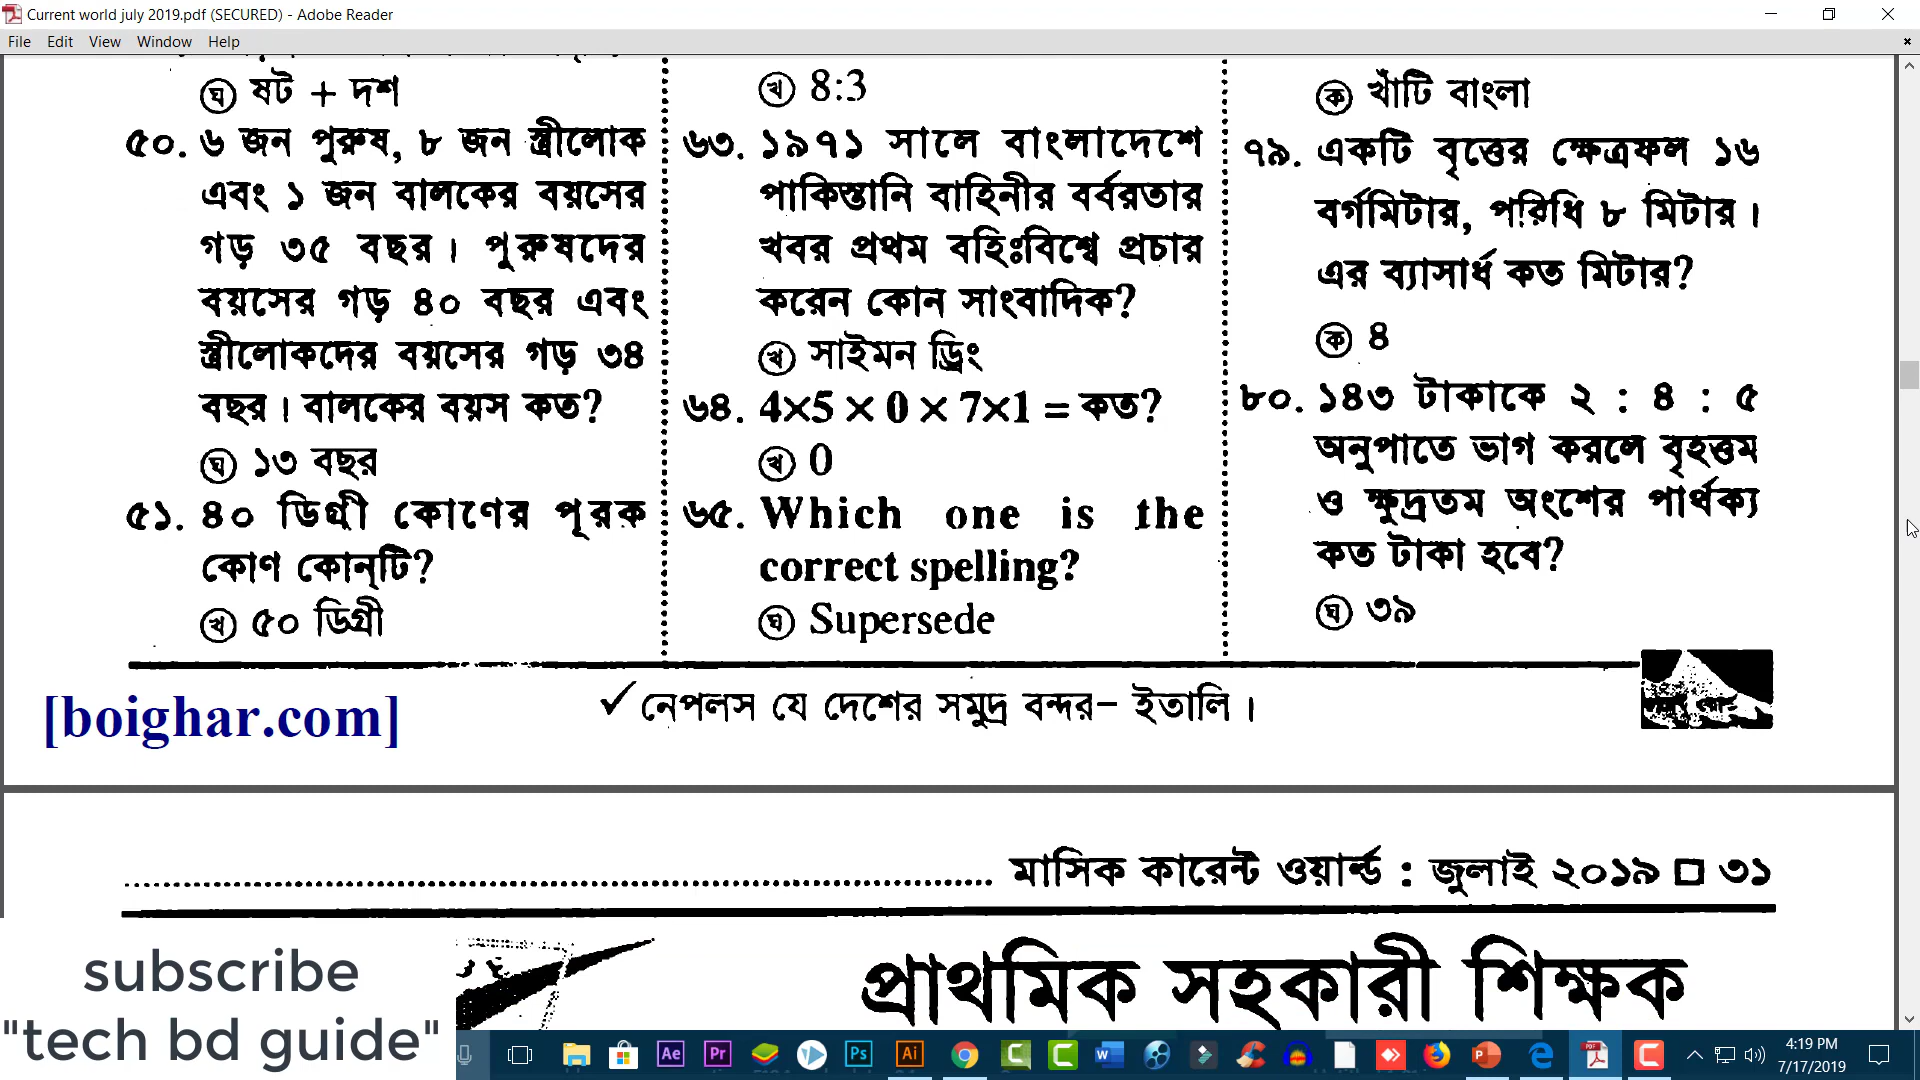 Current world july 2019.pdf (SECURED) - Adobe Reader
File Edit View Window Help
ঘ ষট + দশ
৫০. ৬ জন পুরুষ, ৮ জন স্ত্রীলোক
এবং ১ জন বালকের বয়সের
গড় ৩৫ বছর। পুরুষদের
বয়সের গড় ৪০ বছর এবং
স্ত্রীলোকদের বয়সের গড় ৩৪
বছর। বালকের বয়স কত?
ঘ ১৩ বছর
৫১. ৪০ ডিগ্রী কোণের পূরক
কোণ কোন্‌টি?
খ ৫০ ডিগ্রী
খ 8:3
৬৩. ১৯৭১ সালে বাংলাদেশে
পাকিস্তানি বাহিনীর বর্বরতার
খবর প্রথম বহিঃবিশ্বে প্রচার
করেন কোন সাংবাদিক?
খ সাইমন ড্রিং
৬৪. 4×5 × 0 × 7×1 = কত?
খ 0
৬৫. Which one is the
correct spelling?
ঘ Supersede
ক খাঁটি বাংলা
৭৯. একটি বৃত্তের ক্ষেত্রফল ১৬
বর্গমিটার, পরিধি ৮ মিটার।
এর ব্যাসার্ধ কত মিটার?
ক ৪
৮০. ১৪৩ টাকাকে ২ : ৪ : ৫
অনুপাতে ভাগ করলে বৃহত্তম
ও ক্ষুদ্রতম অংশের পার্থক্য
কত টাকা হবে?
ঘ ৩৯
[boighar.com]
✓ নেপলস যে দেশের সমুদ্র বন্দর– ইতালি।
মাসিক কারেন্ট ওয়ার্ল্ড : জুলাই ২০১৯ □ ৩১
প্রাথমিক সহকারী শিক্ষক
subscribe
"tech bd guide"
4:19 PM
7/17/2019